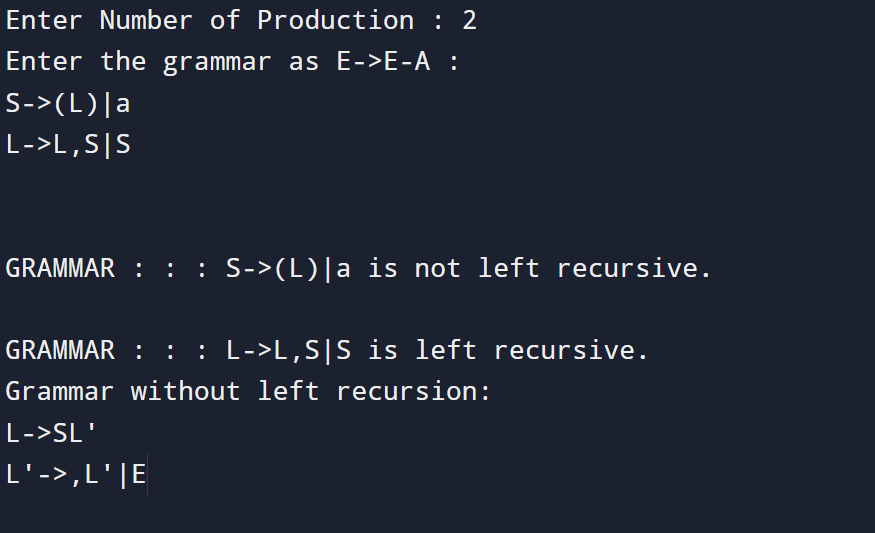 Enter Number of Production : 2
Enter the grammar as E->E-A :
S->(L)|a
L->L,S|S
GRAMMAR : : : S->(L)|a is not left recursive.
GRAMMAR : : : L->L,S|S is left recursive.
Grammar without left recursion:
L->SL'
L'->,L'|E